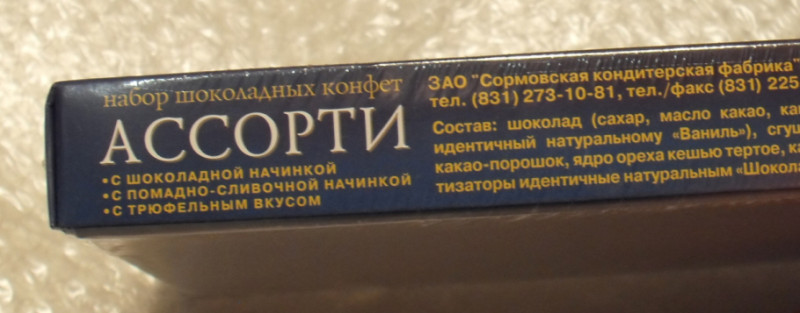 набор шоколадных конфет
АССОРТИ
•С ШОКОЛАДНОЙ НАЧИНКОЙ
•С ПОМАДНО-СЛИВОЧНОЙ НАЧИНКОЙ
•С ТРЮФЕЛЬНЫМ ВКУСОМ
ЗАО "Сормовская кондитерская фабрика"
тел. (831) 273-10-81, тел./факс (831) 225
Состав: шоколад (сахар, масло какао, как
идентичный натуральному «Ваниль»), сгущ
какао-порошок, ядро ореха кешью тертое, ка
тизаторы идентичные натуральным "Шокола